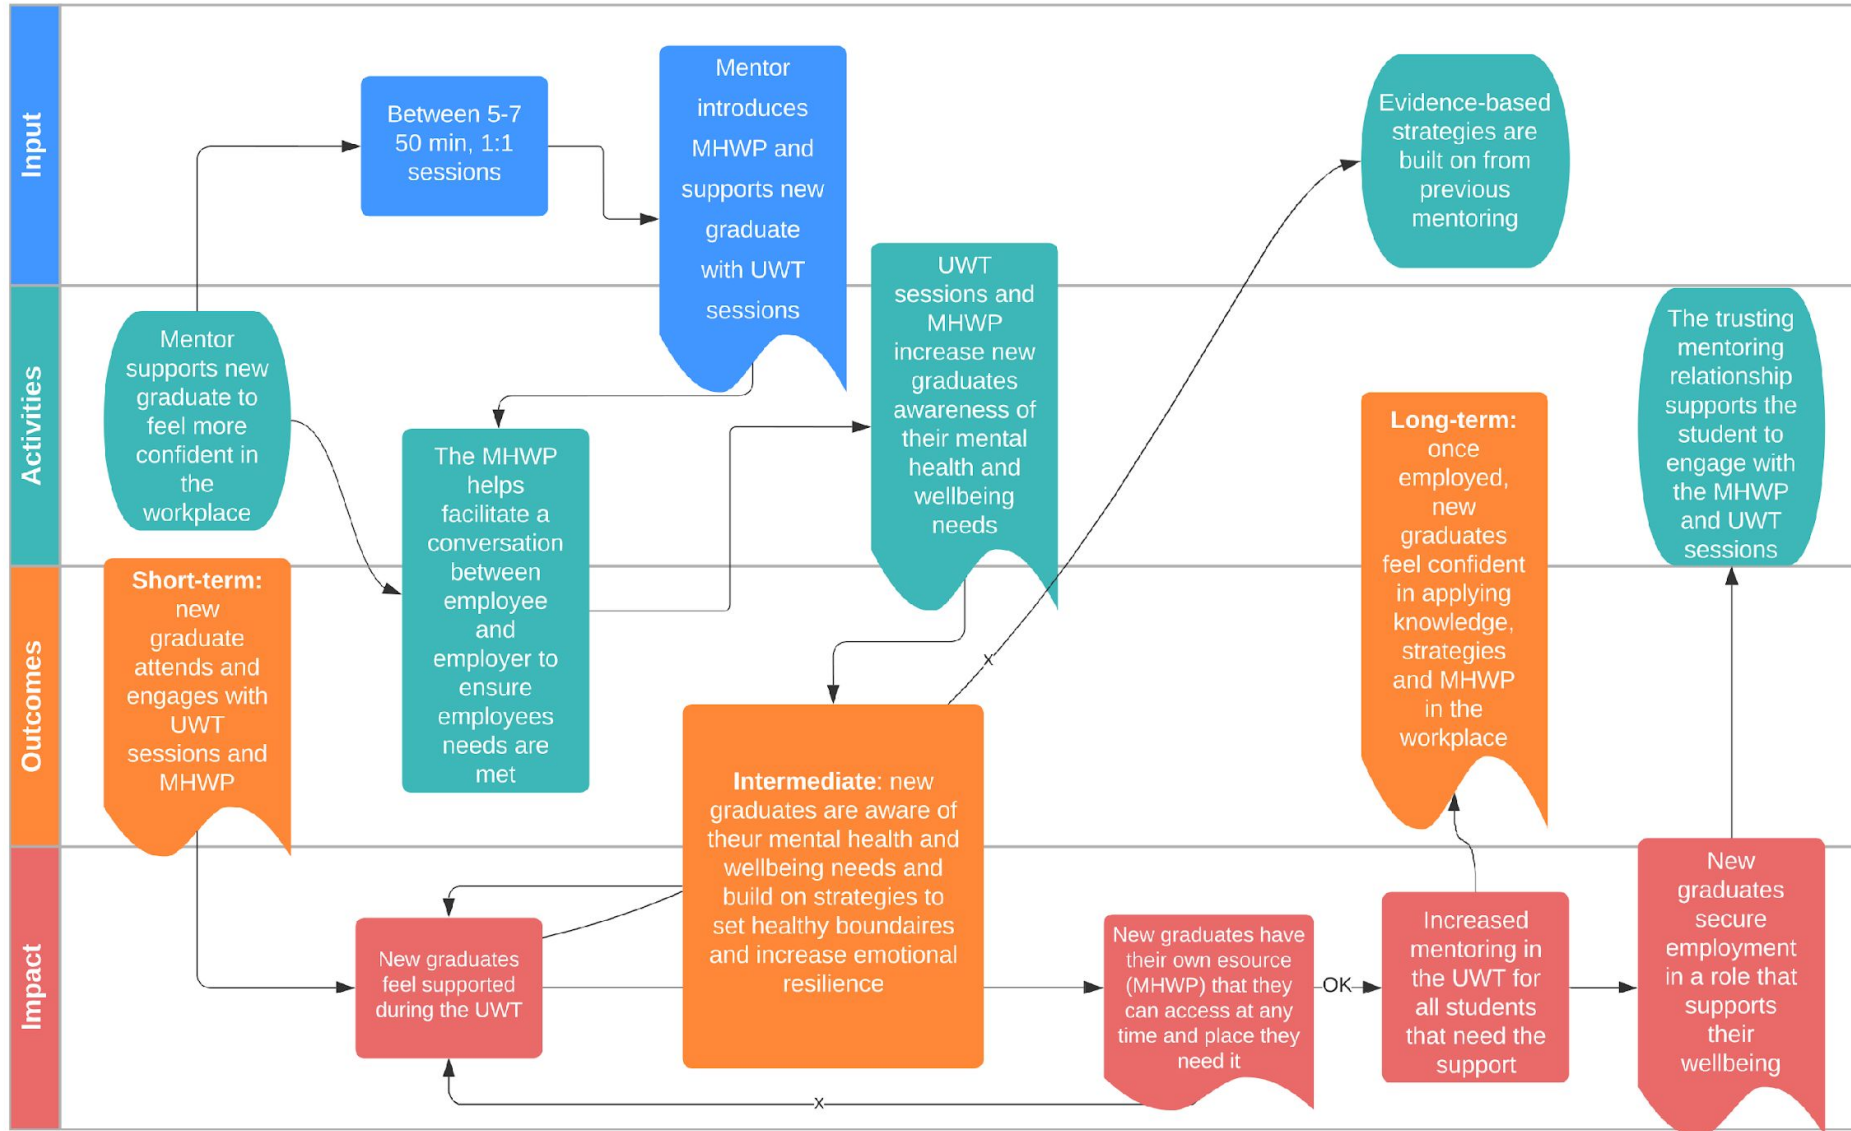 Input
Between 5-7
50 min, 1:1
sessions
Mentor
introduces
MHWP and
supports new
graduate
with UWT
sessions
Evidence-based
strategies are
built on from
previous
mentoring
Activities
Mentor
supports new
graduate to
feel more
confident in
the
workplace
The MHWP
helps
facilitate a
conversation
between
employee
and
employer to
ensure
employees
needs are
met
UWT
sessions and
MHWP
increase new
graduates
awareness of
their mental
health and
wellbeing
needs
The trusting
mentoring
relationship
supports the
student to
engage with
the MHWP
and UWT
sessions
Outcomes
Short-term:
new
graduate
attends and
engages with
UWT
sessions and
MHWP
x
Intermediate: new
graduates are aware of
theur mental health and
wellbeing needs and
build on strategies to
set healthy boundaires
and increase emotional
resilience
Long-term:
once
employed,
new
graduates
feel confident
in applying
knowledge,
strategies
and MHWP
in the
workplace
Impact
New graduates
feel supported
during the UWT
x
New graduates have
their own esource
(MHWP) that they
can access at any
time and place they
need it
OK
Increased
mentoring in
the UWT for
all students
that need the
support
New
graduates
secure
employment
in a role that
supports
their
wellbeing